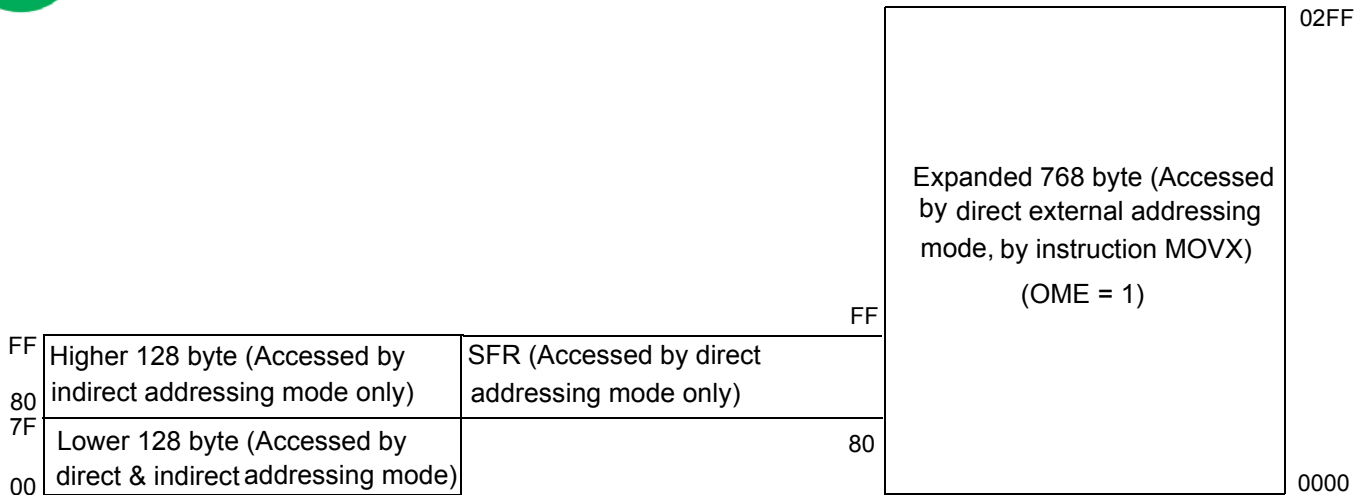 02FF
Expanded 768 byte (Accessed
by direct external addressing
mode, by instruction MOVX)
(OME = 1)
FF
FF
Higher 128 byte (Accessed by
indirect addressing mode only)
80
SFR (Accessed by direct
addressing mode only)
7F
Lower 128 byte (Accessed by
direct & indirect addressing mode)
00
80
0000